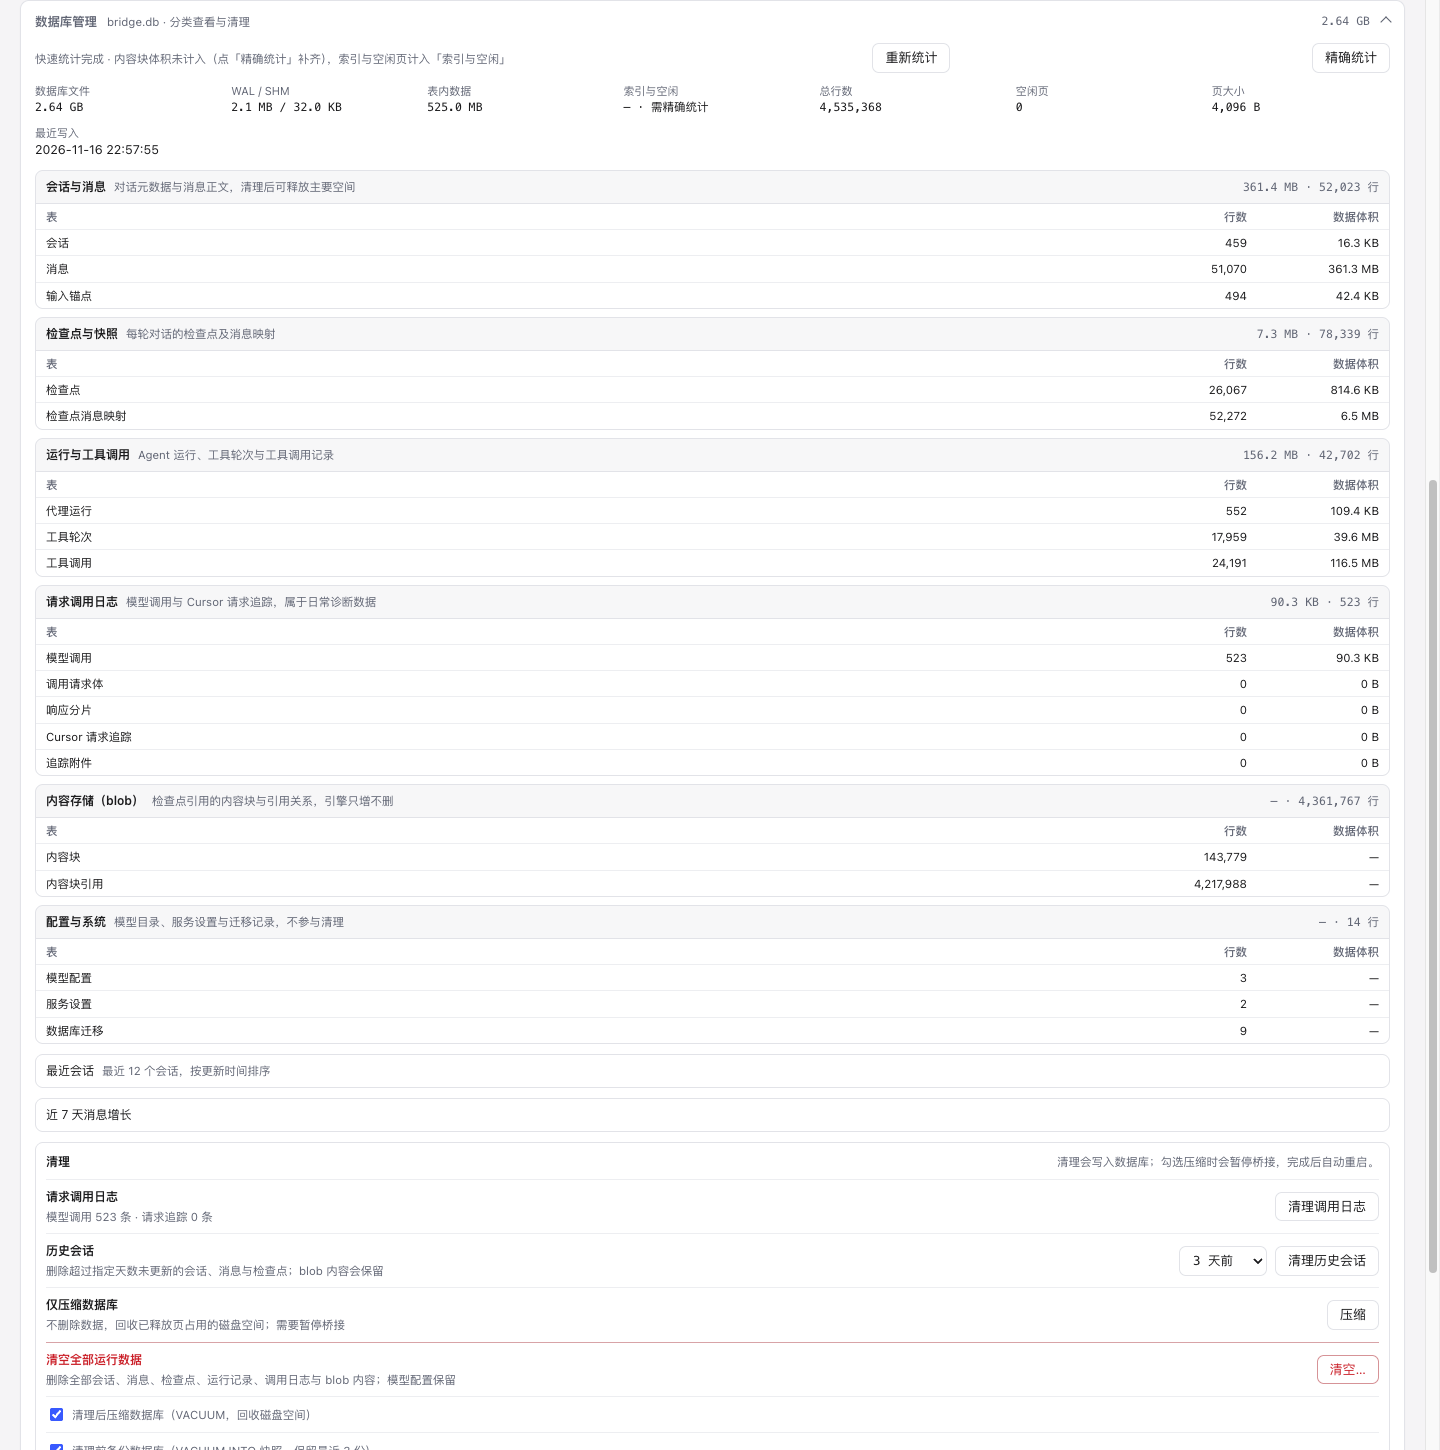 数据库管理 bridge.db · 分类查看与清理 2.64 GB
快速统计完成 · 内容块体积未计入（点「精确统计」补齐），索引与空闲页计入「索引与空闲」 重新统计 精确统计
数据库文件 WAL / SHM 表内数据 索引与空闲 总行数 空闲页 页大小
2.64 GB 2.1 MB / 32.0 KB 525.0 MB — · 需精确统计 4,535,368 0 4,096 B
最近写入
2026-11-16 22:57:55
会话与消息 对话元数据与消息正文，清理后可释放主要空间 361.4 MB · 52,023 行
表 行数 数据体积
会话 459 16.3 KB
消息 51,070 361.3 MB
输入锚点 494 42.4 KB
检查点与快照 每轮对话的检查点及消息映射 7.3 MB · 78,339 行
表 行数 数据体积
检查点 26,067 814.6 KB
检查点消息映射 52,272 6.5 MB
运行与工具调用 Agent 运行、工具轮次与工具调用记录 156.2 MB · 42,702 行
表 行数 数据体积
代理运行 552 109.4 KB
工具轮次 17,959 39.6 MB
工具调用 24,191 116.5 MB
请求调用日志 模型调用与 Cursor 请求追踪，属于日常诊断数据 90.3 KB · 523 行
表 行数 数据体积
模型调用 523 90.3 KB
调用请求体 0 0 B
响应分片 0 0 B
Cursor 请求追踪 0 0 B
追踪附件 0 0 B
内容存储（blob） 检查点引用的内容块与引用关系，引擎只增不删 — · 4,361,767 行
表 行数 数据体积
内容块 143,779 —
内容块引用 4,217,988 —
配置与系统 模型目录、服务设置与迁移记录，不参与清理 — · 14 行
表 行数 数据体积
模型配置 3 —
服务设置 2 —
数据库迁移 9 —
最近会话 最近 12 个会话，按更新时间排序
近 7 天消息增长
清理 清理会写入数据库；勾选压缩时会暂停桥接，完成后自动重启。
请求调用日志
模型调用 523 条 · 请求追踪 0 条 清理调用日志
历史会话
删除超过指定天数未更新的会话、消息与检查点；blob 内容会保留 3 天前 清理历史会话
仅压缩数据库
不删除数据，回收已释放页占用的磁盘空间；需要暂停桥接 压缩
清空全部运行数据
删除全部会话、消息、检查点、运行记录、调用日志与 blob 内容；模型配置保留 清空…
清理后压缩数据库（VACUUM，回收磁盘空间）
清理前备份数据库（VACUUM INTO 快照，保留最近 3 份）